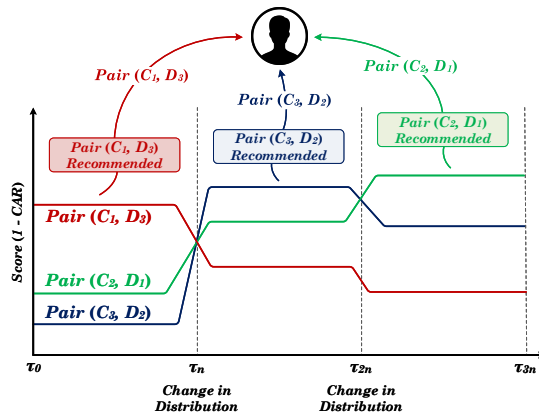 Pair (C₁, D₃)
Pair (C₃, D₂)
Pair (C₂, D₁)
Pair (C₁, D₃)
Recommended
Pair (C₃, D₂)
Recommended
Pair (C₂, D₁)
Recommended
Score (1 - CAR)
Pair (C₁, D₃)
Pair (C₂, D₁)
Pair (C₃, D₂)
τ₀
τₙ
τ₂ₙ
τ₃ₙ
Change in
Distribution
Change in
Distribution